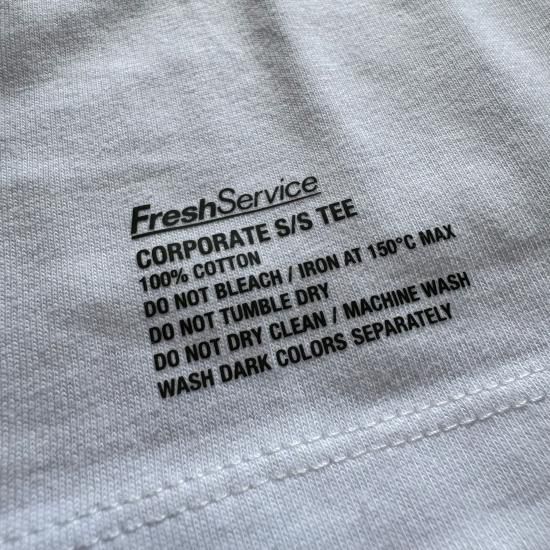 FreshService
CORPORATE S/S TEE
100% COTTON
DO NOT BLEACH / IRON AT 150°C MAX
DO NOT TUMBLE DRY
DO NOT DRY CLEAN / MACHINE WASH
WASH DARK COLORS SEPARATELY